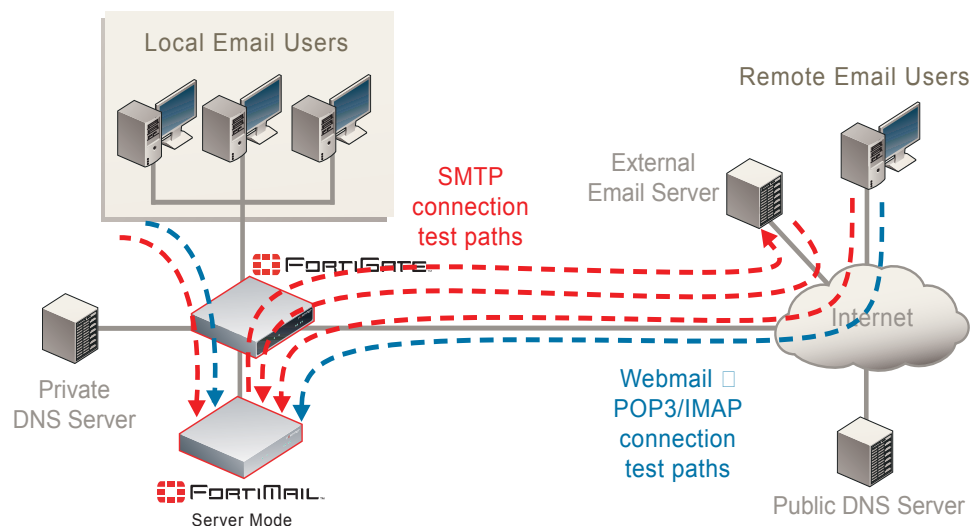 Local Email Users
Remote Email Users
External
Email Server
SMTP
connection
test paths
FORTIGATE
Internet
Private
DNS Server
Webmail □
POP3/IMAP
connection
test paths
FORTIMAIL
Server Mode
Public DNS Server